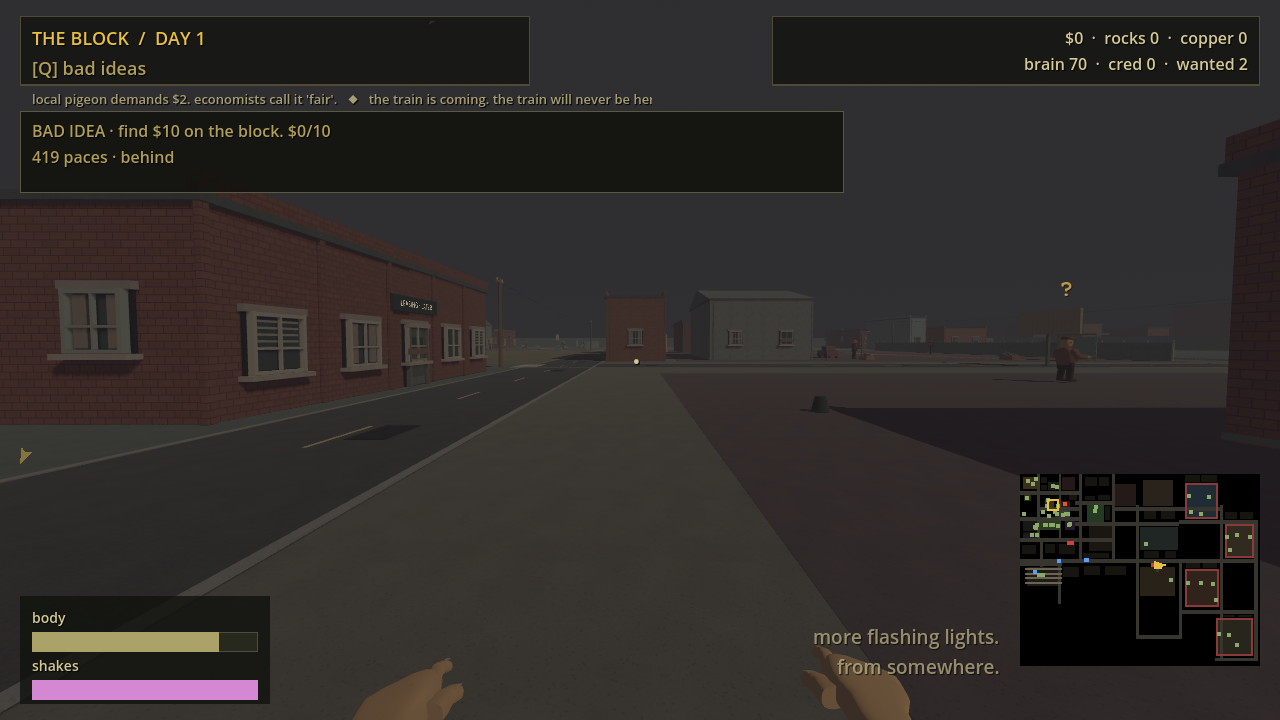 THE BLOCK / DAY 1
[Q] bad ideas
$0 · rocks 0 · copper 0
brain 70 · cred 0 · wanted 2
local pigeon demands $2. economists call it 'fair'. ◆ the train is coming. the train will never be her
BAD IDEA · find $10 on the block. $0/10
419 paces · behind
?
more flashing lights.
from somewhere.
body
shakes